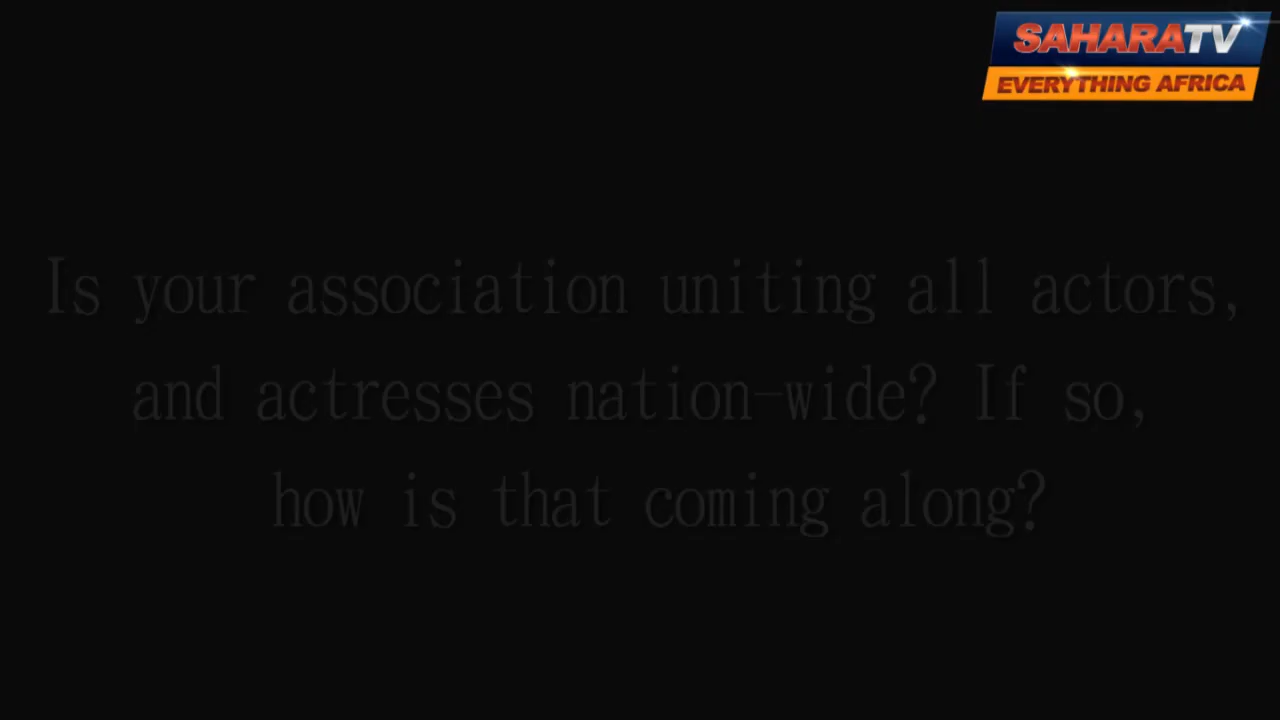 SAHARATV
EVERYTHING AFRICA
Is your association uniting all actors,
and actresses nation-wide? If so,
how is that coming along?